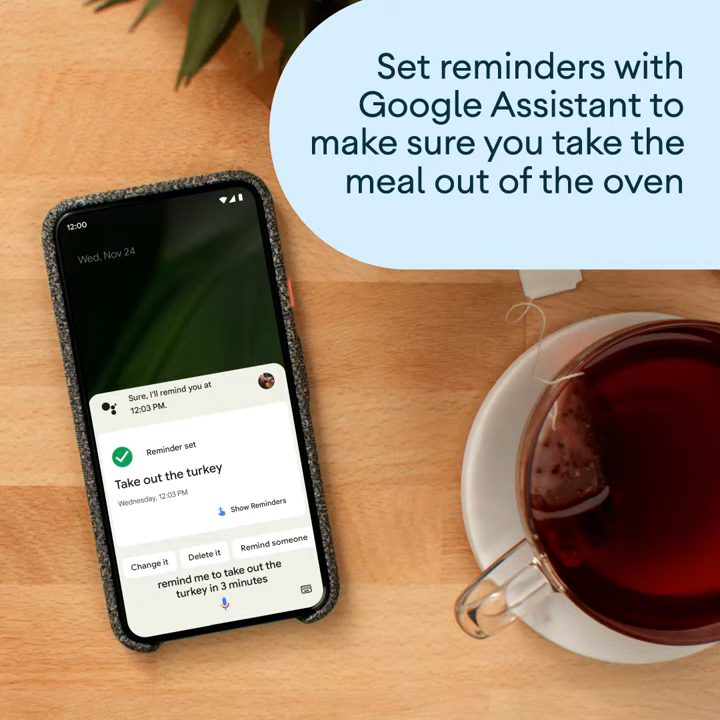 Set reminders with
Google Assistant to
make sure you take the
meal out of the oven
12:00
Wed, Nov 24
Sure, I'll remind you at
12:03 PM.
Reminder set
Take out the turkey
Wednesday, 12:03 PM
Show Reminders
Change it Delete it Remind someone
remind me to take out the
turkey in 3 minutes